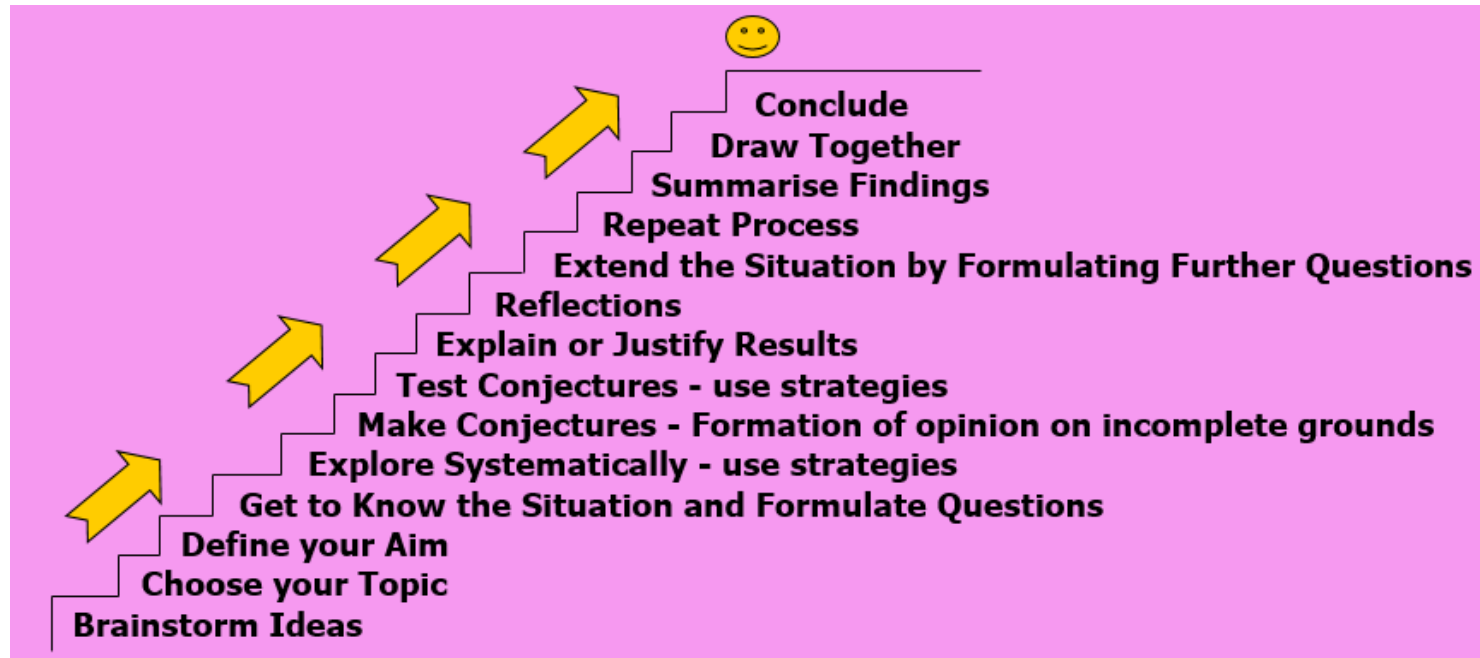 Conclude
Draw Together
Summarise Findings
Repeat Process
Extend the Situation by Formulating Further Questions
Reflections
Explain or Justify Results
Test Conjectures - use strategies
Make Conjectures - Formation of opinion on incomplete grounds
Explore Systematically - use strategies
Get to Know the Situation and Formulate Questions
Define your Aim
Choose your Topic
Brainstorm Ideas